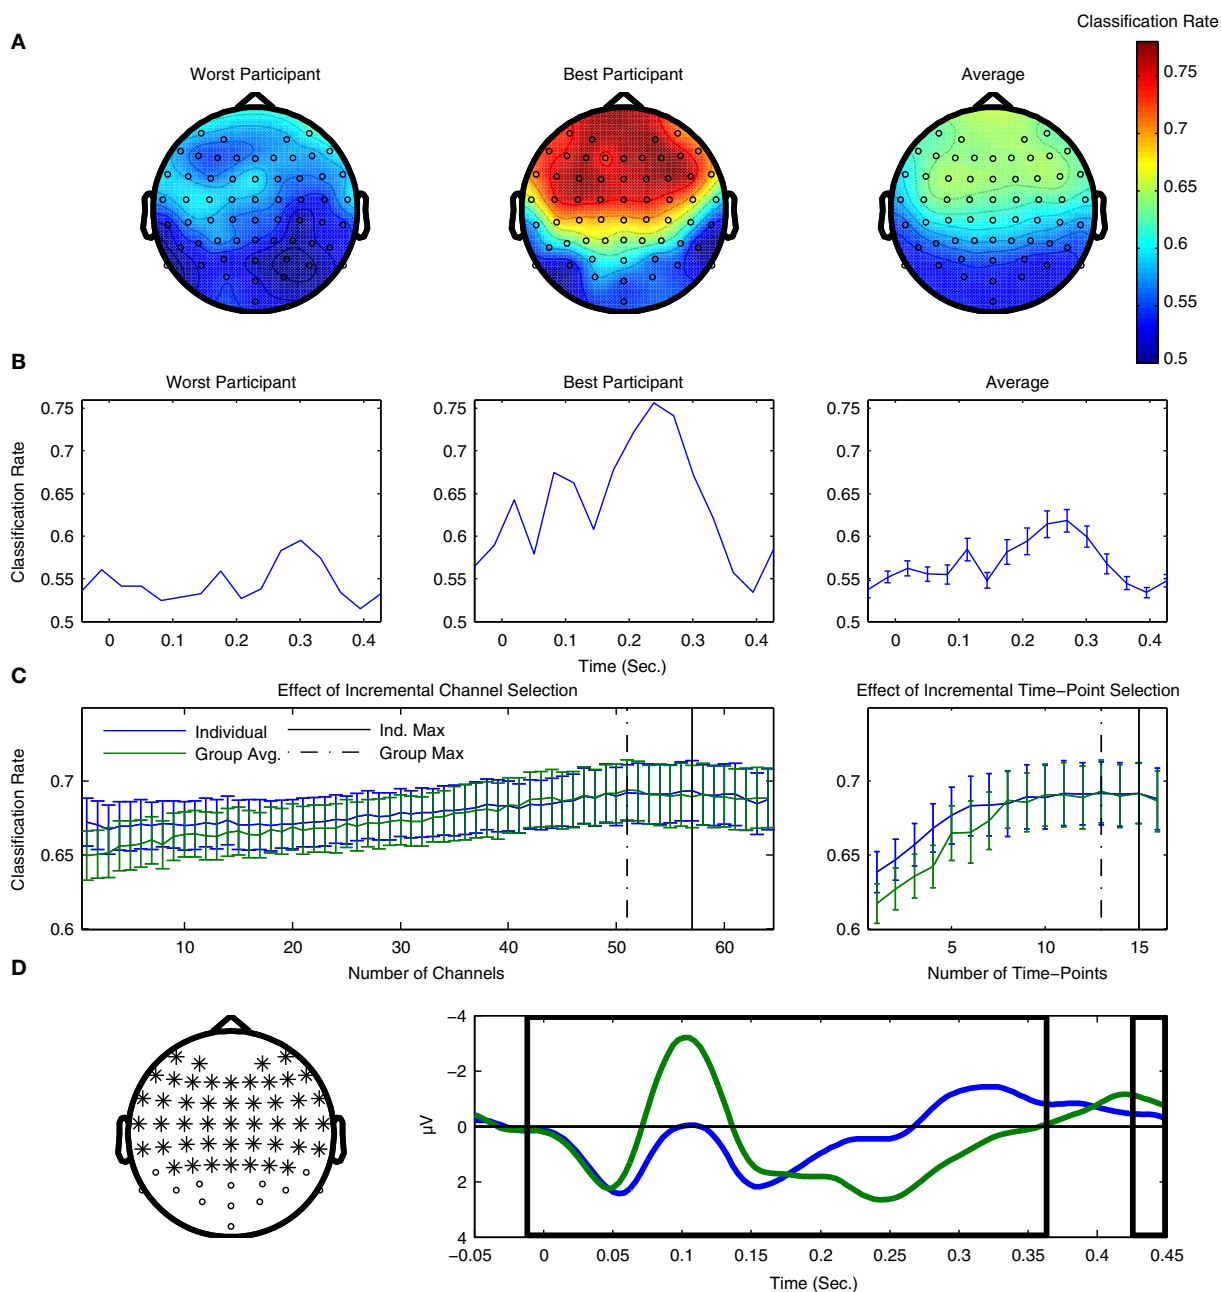 Classification Rate
A
Worst Participant
Best Participant
Average
0.75
0.7
0.65
0.6
0.55
0.5
B
Worst Participant
Best Participant
Average
Classification Rate
0.75
0.7
0.65
0.6
0.55
0.5
0 0.1 0.2 0.3 0.4
0.75
0.7
0.65
0.6
0.55
0.5
0 0.1 0.2 0.3 0.4
Time (Sec.)
0.75
0.7
0.65
0.6
0.55
0.5
0 0.1 0.2 0.3 0.4
C
Effect of Incremental Channel Selection
Classification Rate
Individual
Group Avg.
Ind. Max
Group Max
0.7
0.65
0.6
10 20 30 40 50 60
Number of Channels
Effect of Incremental Time−Point Selection
0.7
0.65
0.6
5 10 15
Number of Time−Points
D
μV
−4
−2
0
2
4
−0.05 0 0.05 0.1 0.15 0.2 0.25 0.3 0.35 0.4 0.45
Time (Sec.)